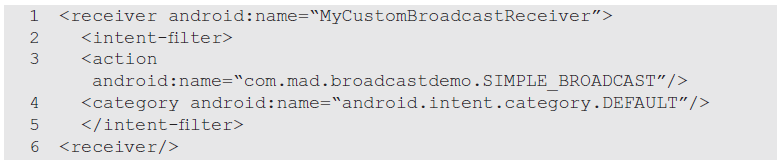 1 <receiver android:name=“MyCustomBroadcastReceiver”>
2 <intent-filter>
3 <action
android:name=“com.mad.broadcastdemo.SIMPLE_BROADCAST”/>
4 <category android:name=“android.intent.category.DEFAULT”/>
5 </intent-filter>
6 <receiver/>